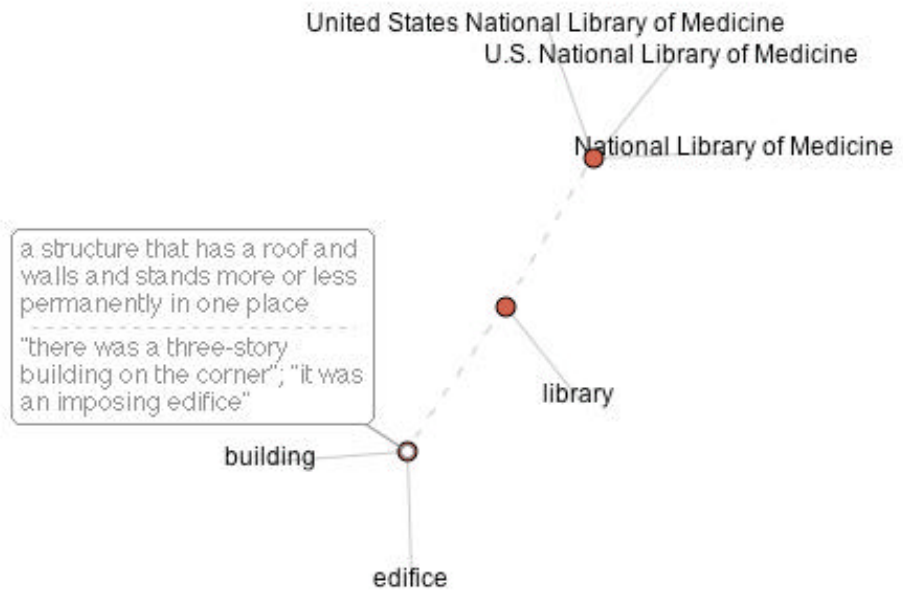 United States National Library of Medicine
U.S. National Library of Medicine
National Library of Medicine
a structure that has a roof and
walls and stands more or less
permanently in one place
"there was a three-story
building on the corner"; "it was
an imposing edifice"
library
building
edifice